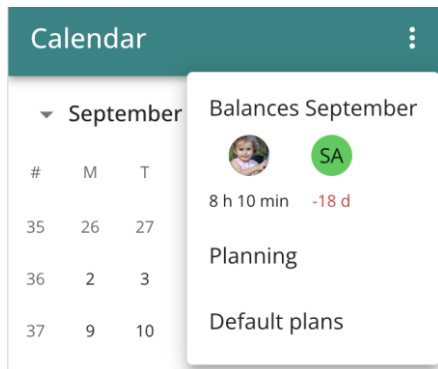 Calendar
September
Balances September
SA
8 h 10 min -18 d
# M T
35 26 27
Planning
36 2 3
Default plans
37 9 10